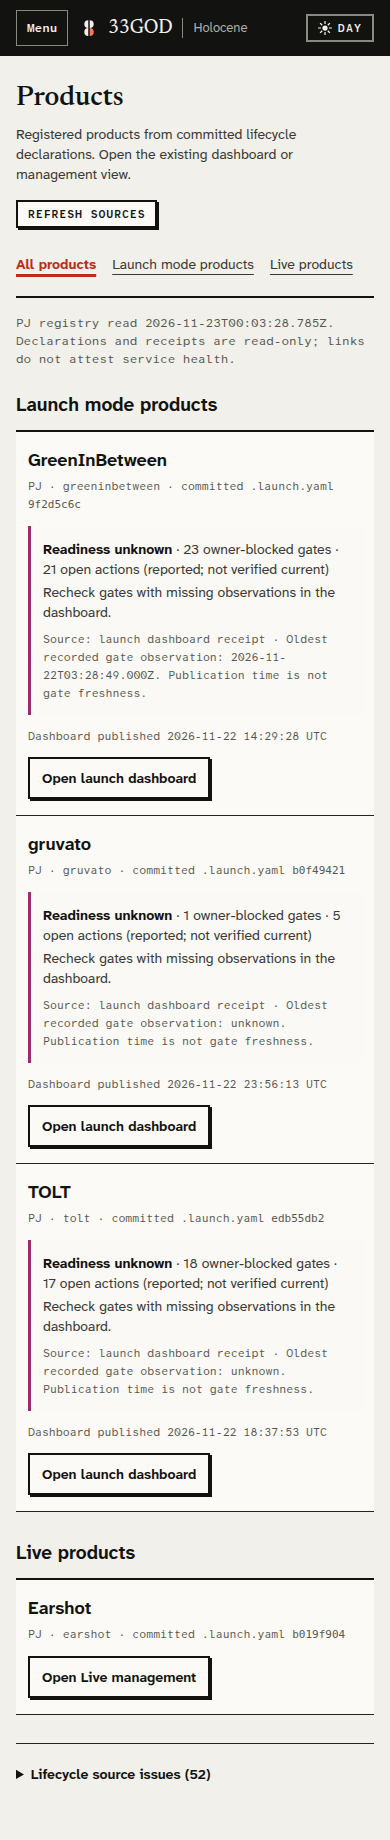 Menu
33GOD
Holocene
DAY
Products
Registered products from committed lifecycle
declarations. Open the existing dashboard or
management view.
REFRESH SOURCES
All products
Launch mode products
Live products
PJ registry read 2026-11-23T00:03:28.785Z.
Declarations and receipts are read-only; links
do not attest service health.
Launch mode products
GreenInBetween
PJ · greeninbetween · committed .launch.yaml
9f2d5c6c
Readiness unknown · 23 owner-blocked gates ·
21 open actions (reported; not verified current)
Recheck gates with missing observations in the
dashboard.
Source: launch dashboard receipt · Oldest
recorded gate observation: 2026-11-
22T03:28:49.000Z. Publication time is not
gate freshness.
Dashboard published 2026-11-22 14:29:28 UTC
Open launch dashboard
gruvato
PJ · gruvato · committed .launch.yaml b0f49421
Readiness unknown · 1 owner-blocked gates · 5
open actions (reported; not verified current)
Recheck gates with missing observations in the
dashboard.
Source: launch dashboard receipt · Oldest
recorded gate observation: unknown.
Publication time is not gate freshness.
Dashboard published 2026-11-22 23:56:13 UTC
Open launch dashboard
TOLT
PJ · tolt · committed .launch.yaml edb55db2
Readiness unknown · 18 owner-blocked gates ·
17 open actions (reported; not verified current)
Recheck gates with missing observations in the
dashboard.
Source: launch dashboard receipt · Oldest
recorded gate observation: unknown.
Publication time is not gate freshness.
Dashboard published 2026-11-22 18:37:53 UTC
Open launch dashboard
Live products
Earshot
PJ · earshot · committed .launch.yaml b019f904
Open Live management
Lifecycle source issues (52)